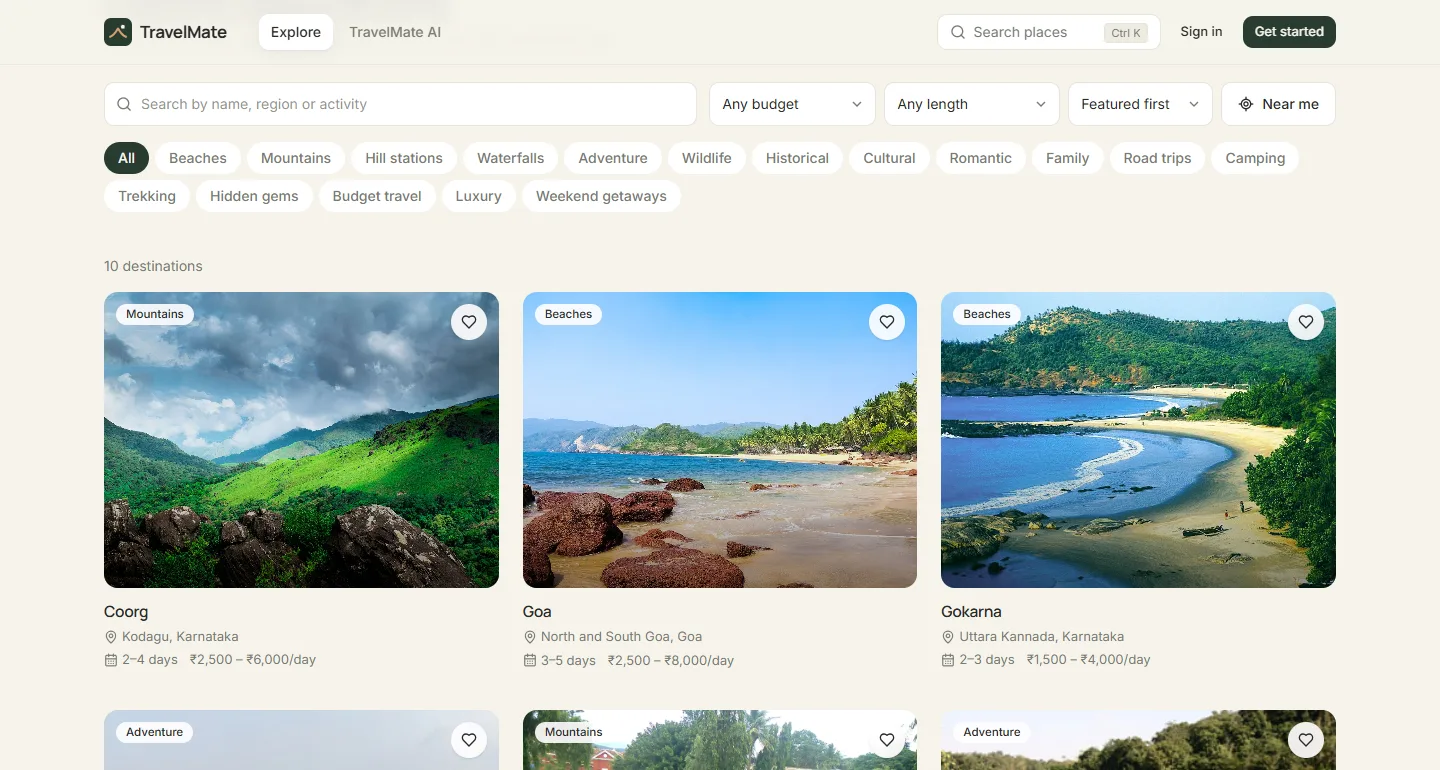 TravelMate
Explore
TravelMate AI
Search places
Ctrl K
Sign in
Get started
Search by name, region or activity
Any budget
Any length
Featured first
Near me
All
Beaches
Mountains
Hill stations
Waterfalls
Adventure
Wildlife
Historical
Cultural
Romantic
Family
Road trips
Camping
Trekking
Hidden gems
Budget travel
Luxury
Weekend getaways
10 destinations
Mountains
Beaches
Beaches
Coorg
Kodagu, Karnataka
2–4 days ₹2,500 – ₹6,000/day
Goa
North and South Goa, Goa
3–5 days ₹2,500 – ₹8,000/day
Gokarna
Uttara Kannada, Karnataka
2–3 days ₹1,500 – ₹4,000/day
Adventure
Mountains
Adventure